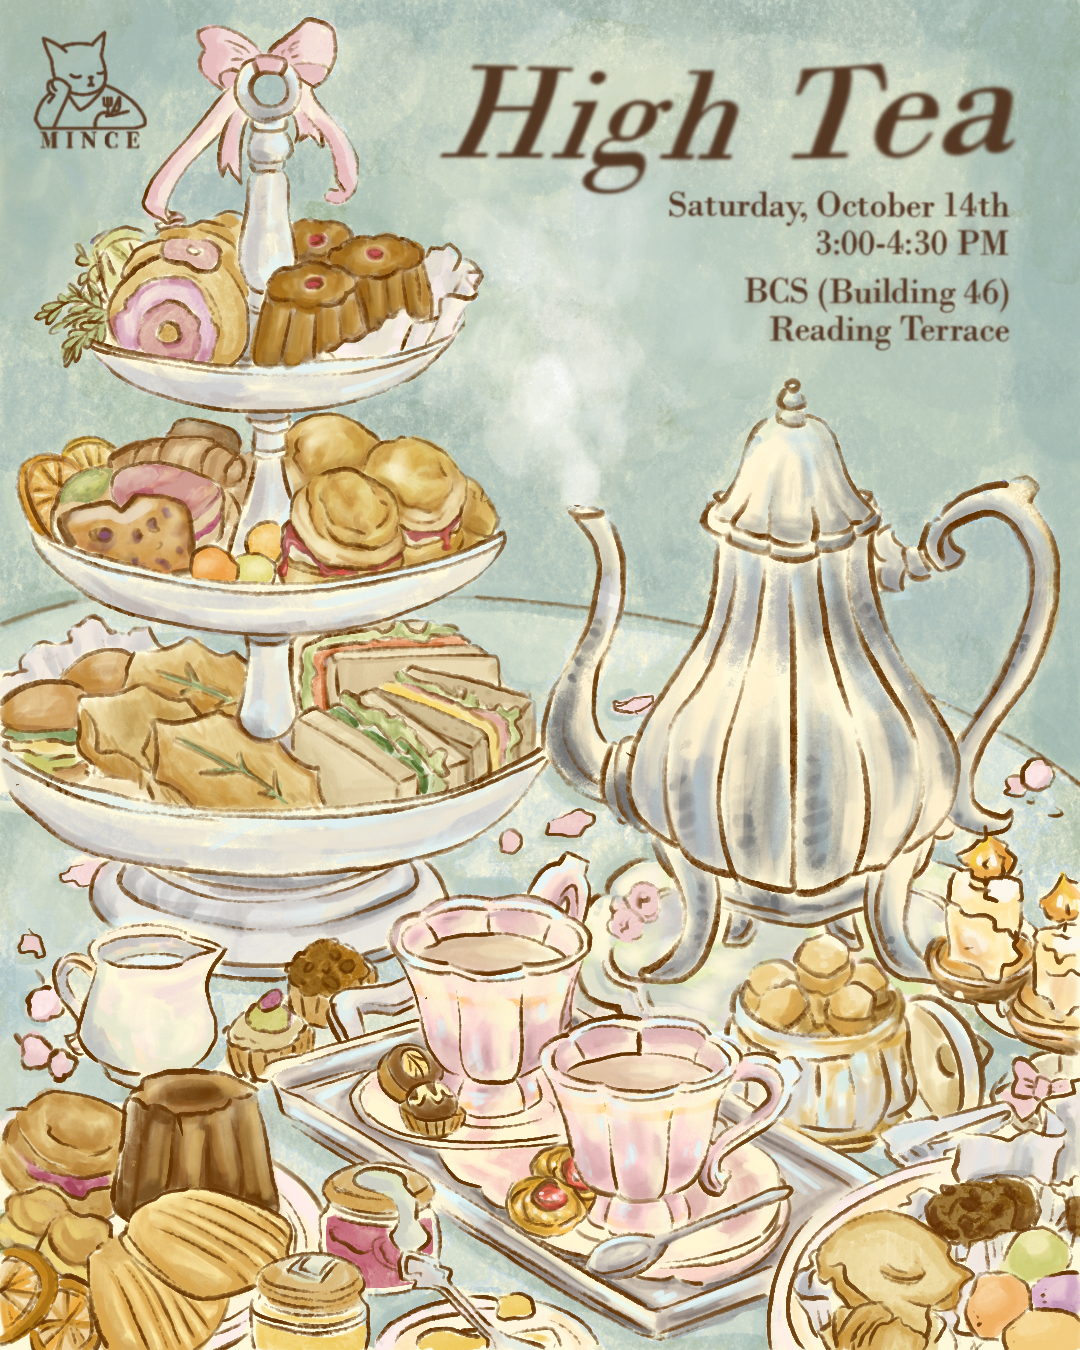 MINCE
High Tea
Saturday, October 14th
3:00-4:30 PM
BCS (Building 46)
Reading Terrace